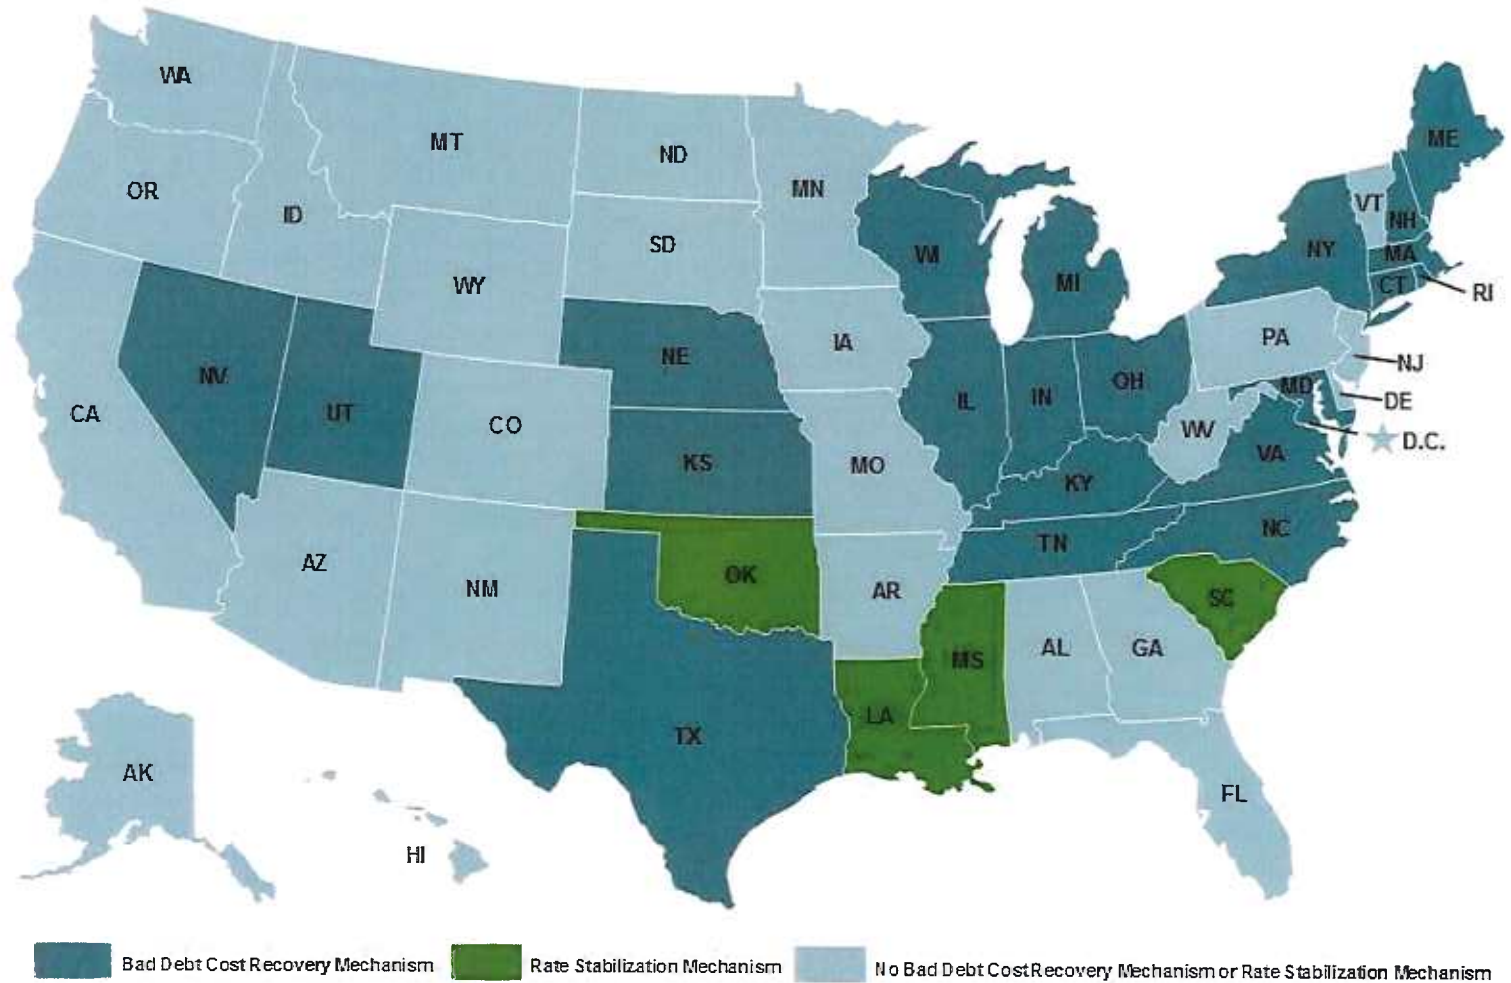 WA
MT
ND
MN
ME
OR
ID
SD
WI
MI
VT
NH
NY
MA
CT
RI
WY
NE
IA
PA
NJ
NV
UT
CO
IL
IN
OH
MD
DE
CA
WV
D.C.
KS
MO
KY
VA
AZ
NM
OK
AR
TN
NC
MS
AL
GA
SC
TX
LA
AK
HI
FL
Bad Debt Cost Recovery Mechanism
Rate Stabilization Mechanism
No Bad Debt Cost Recovery Mechanism or Rate Stabilization Mechanism